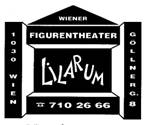 WIENER
FIGURENTHEATER
LILARUM
☎ 710 26 66
1030 WIEN
GÖLLNERG. 8